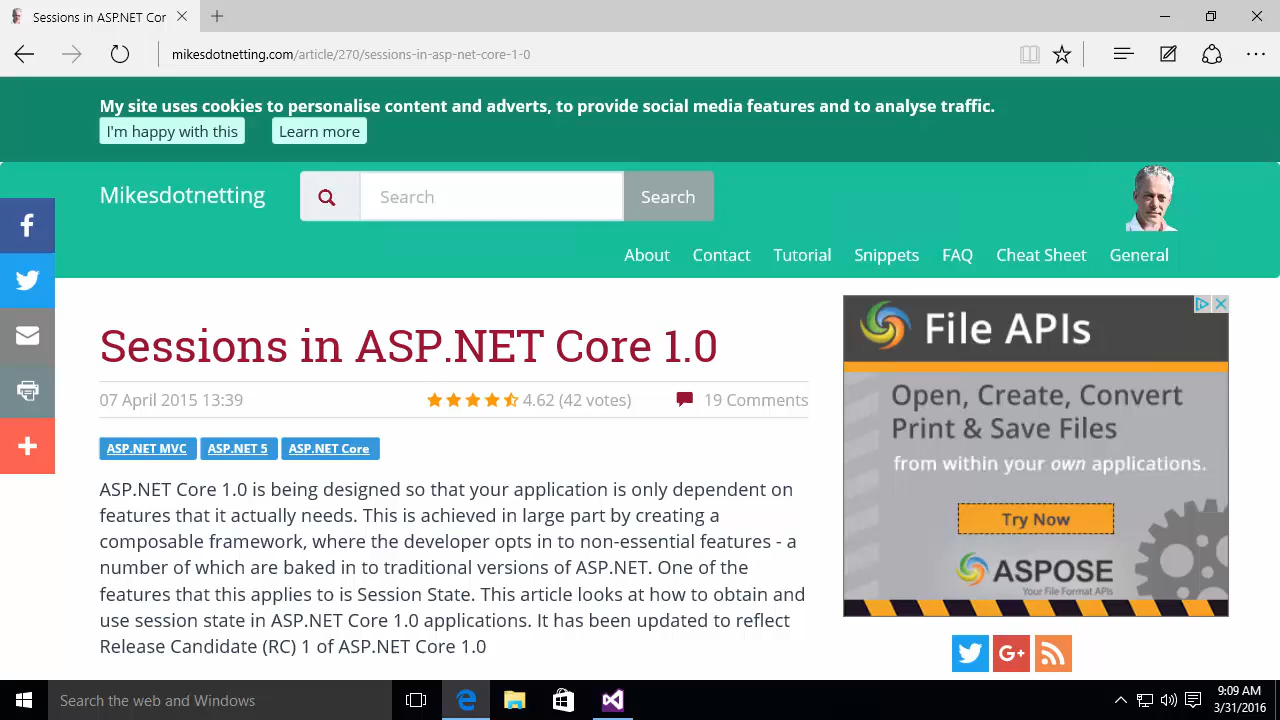 Sessions in ASP.NET Cor
mikesdotnetting.com/article/270/sessions-in-asp-net-core-1-0
My site uses cookies to personalise content and adverts, to provide social media features and to analyse traffic.
I'm happy with this Learn more
Mikesdotnetting Search Search
About Contact Tutorial Snippets FAQ Cheat Sheet General
Sessions in ASP.NET Core 1.0
07 April 2015 13:39 4.62 (42 votes) 19 Comments
ASP.NET MVC ASP.NET 5 ASP.NET Core
ASP.NET Core 1.0 is being designed so that your application is only dependent on
features that it actually needs. This is achieved in large part by creating a
composable framework, where the developer opts in to non-essential features - a
number of which are baked in to traditional versions of ASP.NET. One of the
features that this applies to is Session State. This article looks at how to obtain and
use session state in ASP.NET Core 1.0 applications. It has been updated to reflect
Release Candidate (RC) 1 of ASP.NET Core 1.0
File APIs
Open, Create, Convert
Print & Save Files
from within your own applications.
Try Now
ASPOSE
Your File Format APIs
G+
Search the web and Windows
9:09 AM
3/31/2016